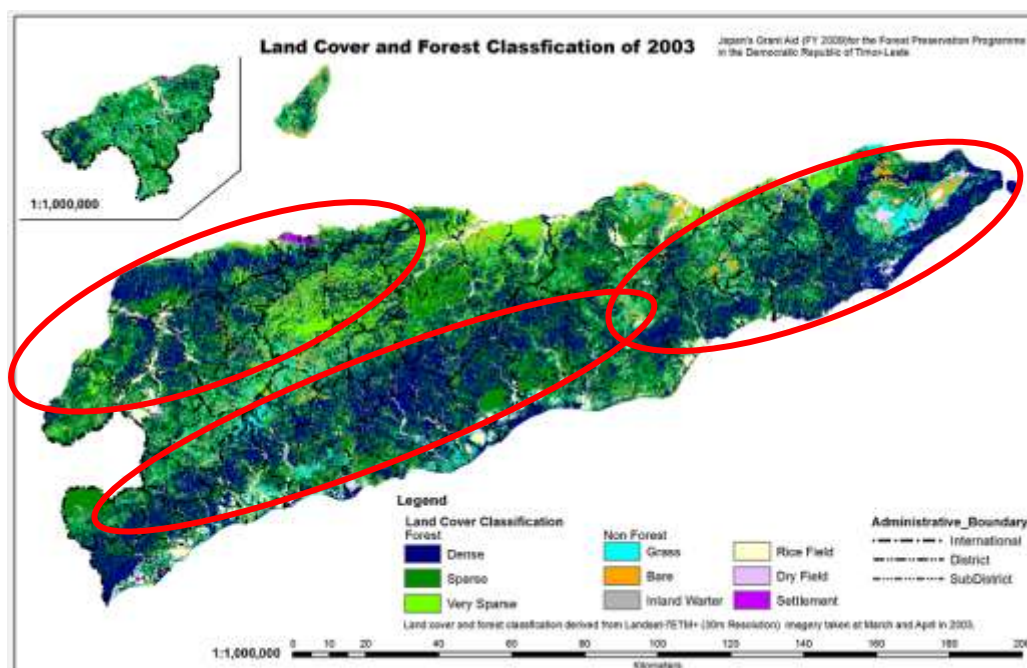 Land Cover and Forest Classfication of 2003
Japan's Grant Aid (FY 2009)for the Forest Preservation Programme
in the Democratic Republic of Timor-Leste
1:1,000,000
Legend
Land Cover Classification
Forest
Dense
Sparse
Very Sparse
Non Forest
Grass
Bare
Inland Warter
Rice Field
Dry Field
Settlement
Administrative_Boundary
International
District
SubDistrict
Land cover and forest classification derived from Landsat-7ETM+ (30m Resolution) imagery taken at March and April in 2003.
1:1,000,000
0 5 10 20 40 60 80 100 120 140 160 180 200
Kilometers